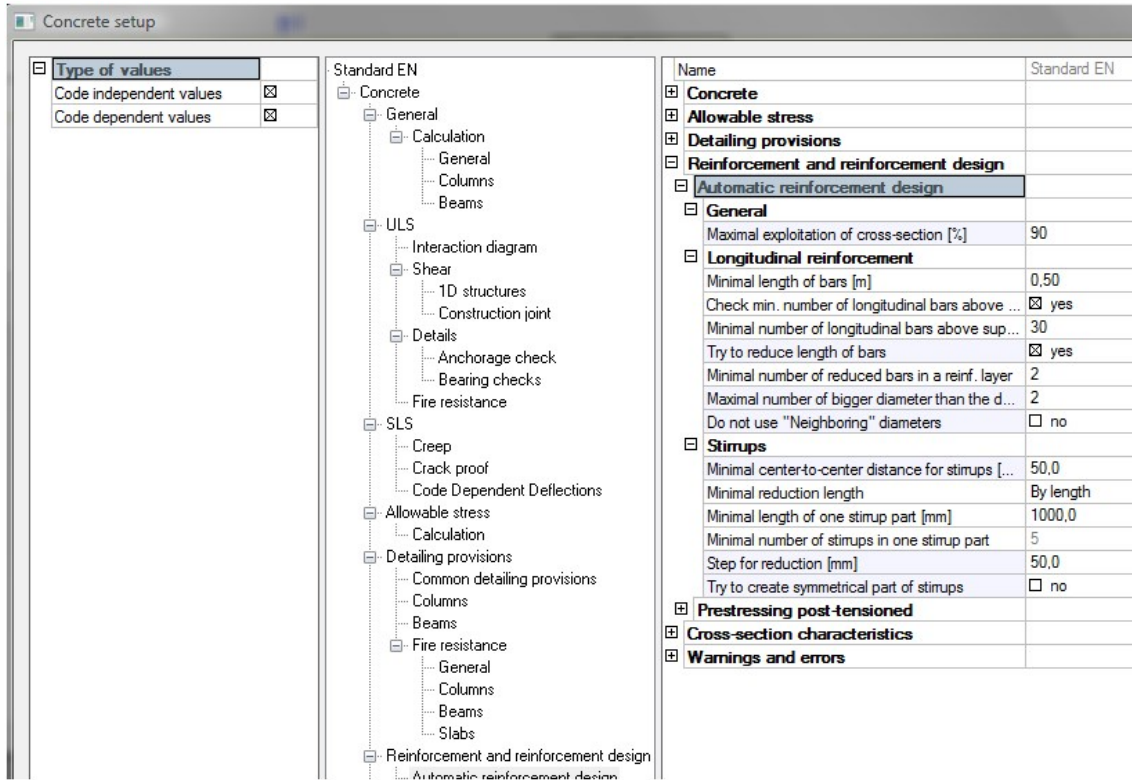 Concrete setup
Type of values
Code independent values
Code dependent values
Standard EN
Concrete
General
Calculation
General
Columns
Beams
ULS
Interaction diagram
Shear
1D structures
Construction joint
Details
Anchorage check
Bearing checks
Fire resistance
SLS
Creep
Crack proof
Code Dependent Deflections
Allowable stress
Calculation
Detailing provisions
Common detailing provisions
Columns
Beams
Fire resistance
General
Columns
Beams
Slabs
Reinforcement and reinforcement design
Automatic reinforcement design
Name Standard EN
Concrete
Allowable stress
Detailing provisions
Reinforcement and reinforcement design
Automatic reinforcement design
General
Maximal exploitation of cross-section [%] 90
Longitudinal reinforcement
Minimal length of bars [m] 0,50
Check min. number of longitudinal bars above ... yes
Minimal number of longitudinal bars above sup... 30
Try to reduce length of bars yes
Minimal number of reduced bars in a reinf. layer 2
Maximal number of bigger diameter than the d... 2
Do not use "Neighboring" diameters no
Stirrups
Minimal center-to-center distance for stirrups [... 50,0
Minimal reduction length By length
Minimal length of one stirrup part [mm] 1000,0
Minimal number of stirrups in one stirrup part 5
Step for reduction [mm] 50,0
Try to create symmetrical part of stirrups no
Prestressing post-tensioned
Cross-section characteristics
Warnings and errors